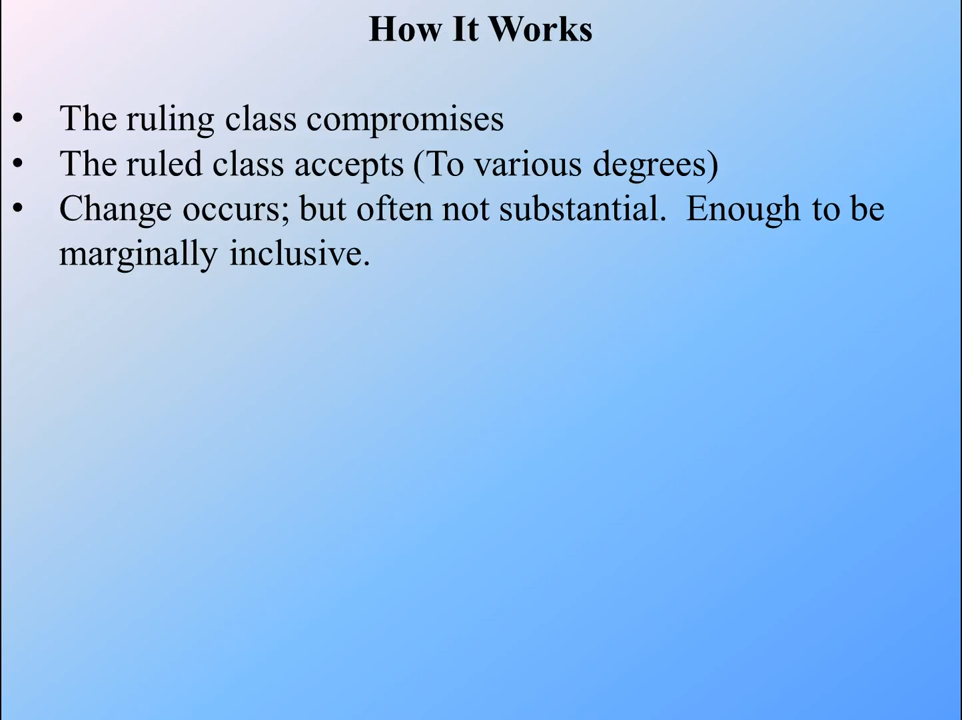 How It Works
• The ruling class compromises
• The ruled class accepts (To various degrees)
• Change occurs; but often not substantial.  Enough to be
marginally inclusive.